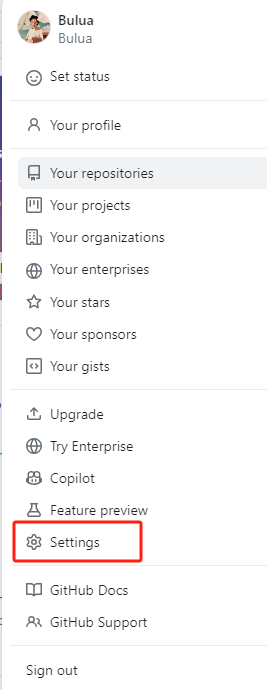 Bulua
Bulua
Set status
Your profile
Your repositories
Your projects
Your organizations
Your enterprises
Your stars
Your sponsors
Your gists
Upgrade
Try Enterprise
Copilot
Feature preview
Settings
GitHub Docs
GitHub Support
Sign out